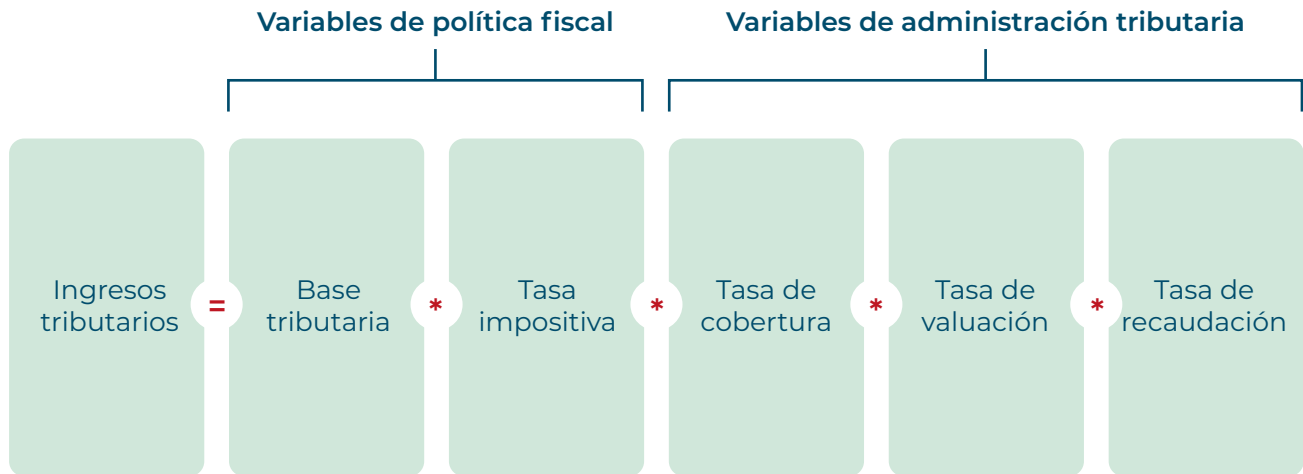 Variables de política fiscal
Variables de administración tributaria
Ingresos
tributarios
=
Base
tributaria
*
Tasa
impositiva
*
Tasa de
cobertura
*
Tasa de
valuación
*
Tasa de
recaudación